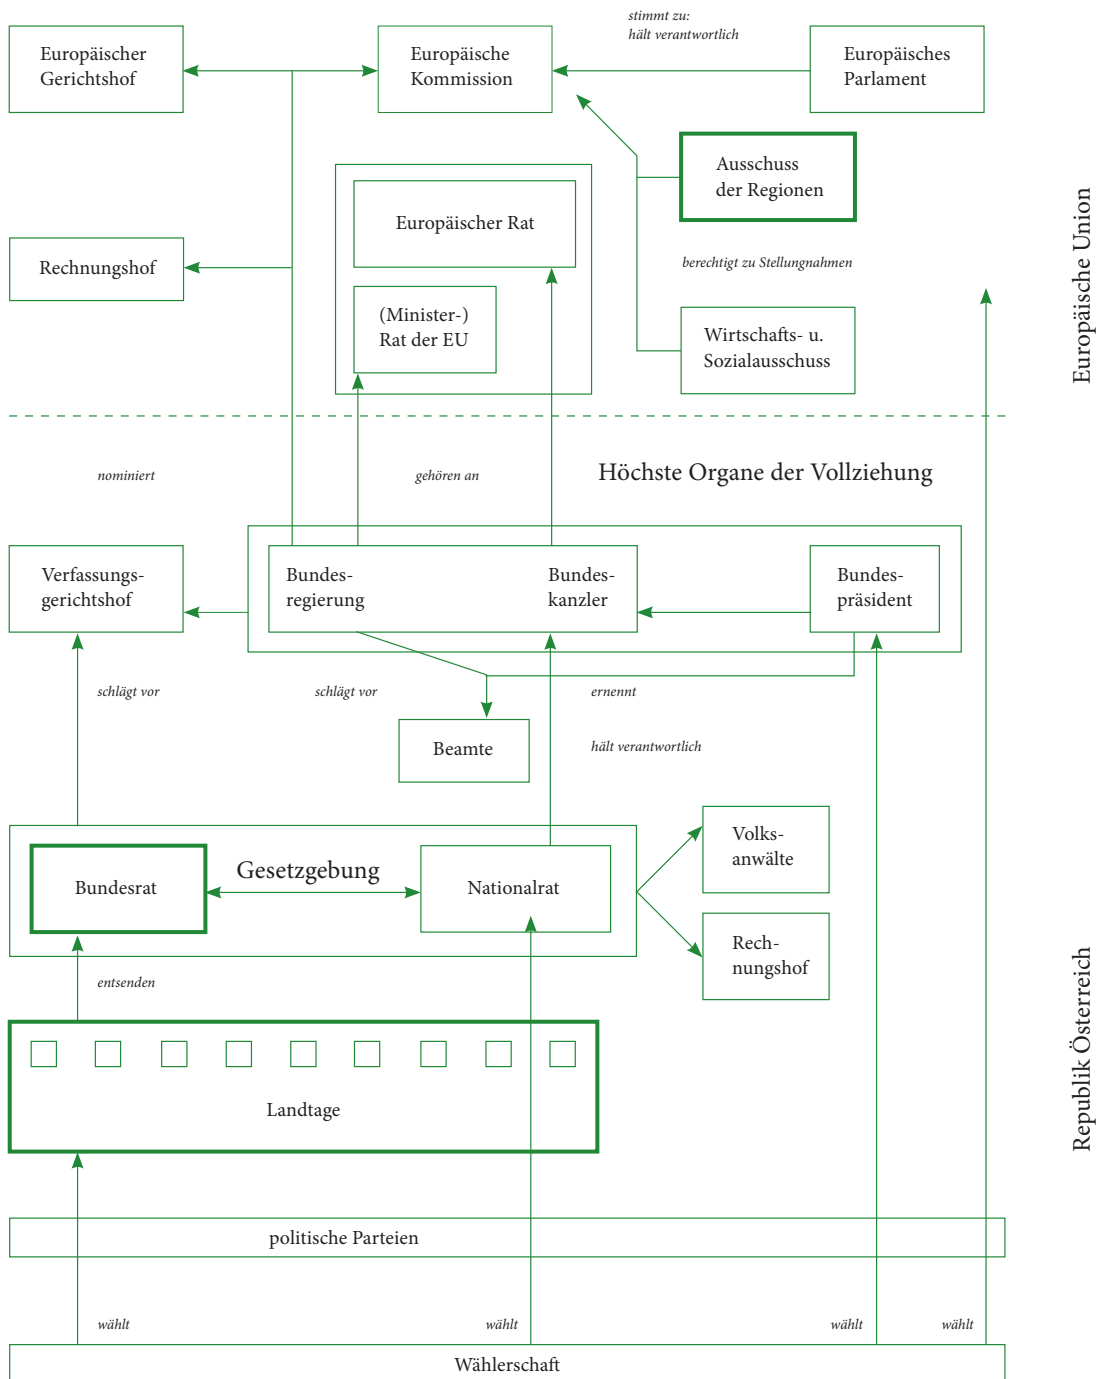 stimmt zu:
hält verantwortlich
Europäischer
Gerichtshof
Europäische
Kommission
Europäisches
Parlament
Ausschuss
der Regionen
Europäischer Rat
Rechnungshof
berechtigt zu Stellungnahmen
(Minister-)
Rat der EU
Wirtschafts- u.
Sozialausschuss
Europäische Union
nominiert
gehören an
Höchste Organe der Vollziehung
Verfassungs-
gerichtshof
Bundes-
regierung
Bundes-
kanzler
Bundes-
präsident
schlägt vor
schlägt vor
ernennt
Beamte
hält verantwortlich
Bundesrat
Gesetzgebung
Nationalrat
Volks-
anwälte
Rech-
nungshof
entsenden
Landtage
Republik Österreich
politische Parteien
wählt
wählt
wählt
wählt
Wählerschaft